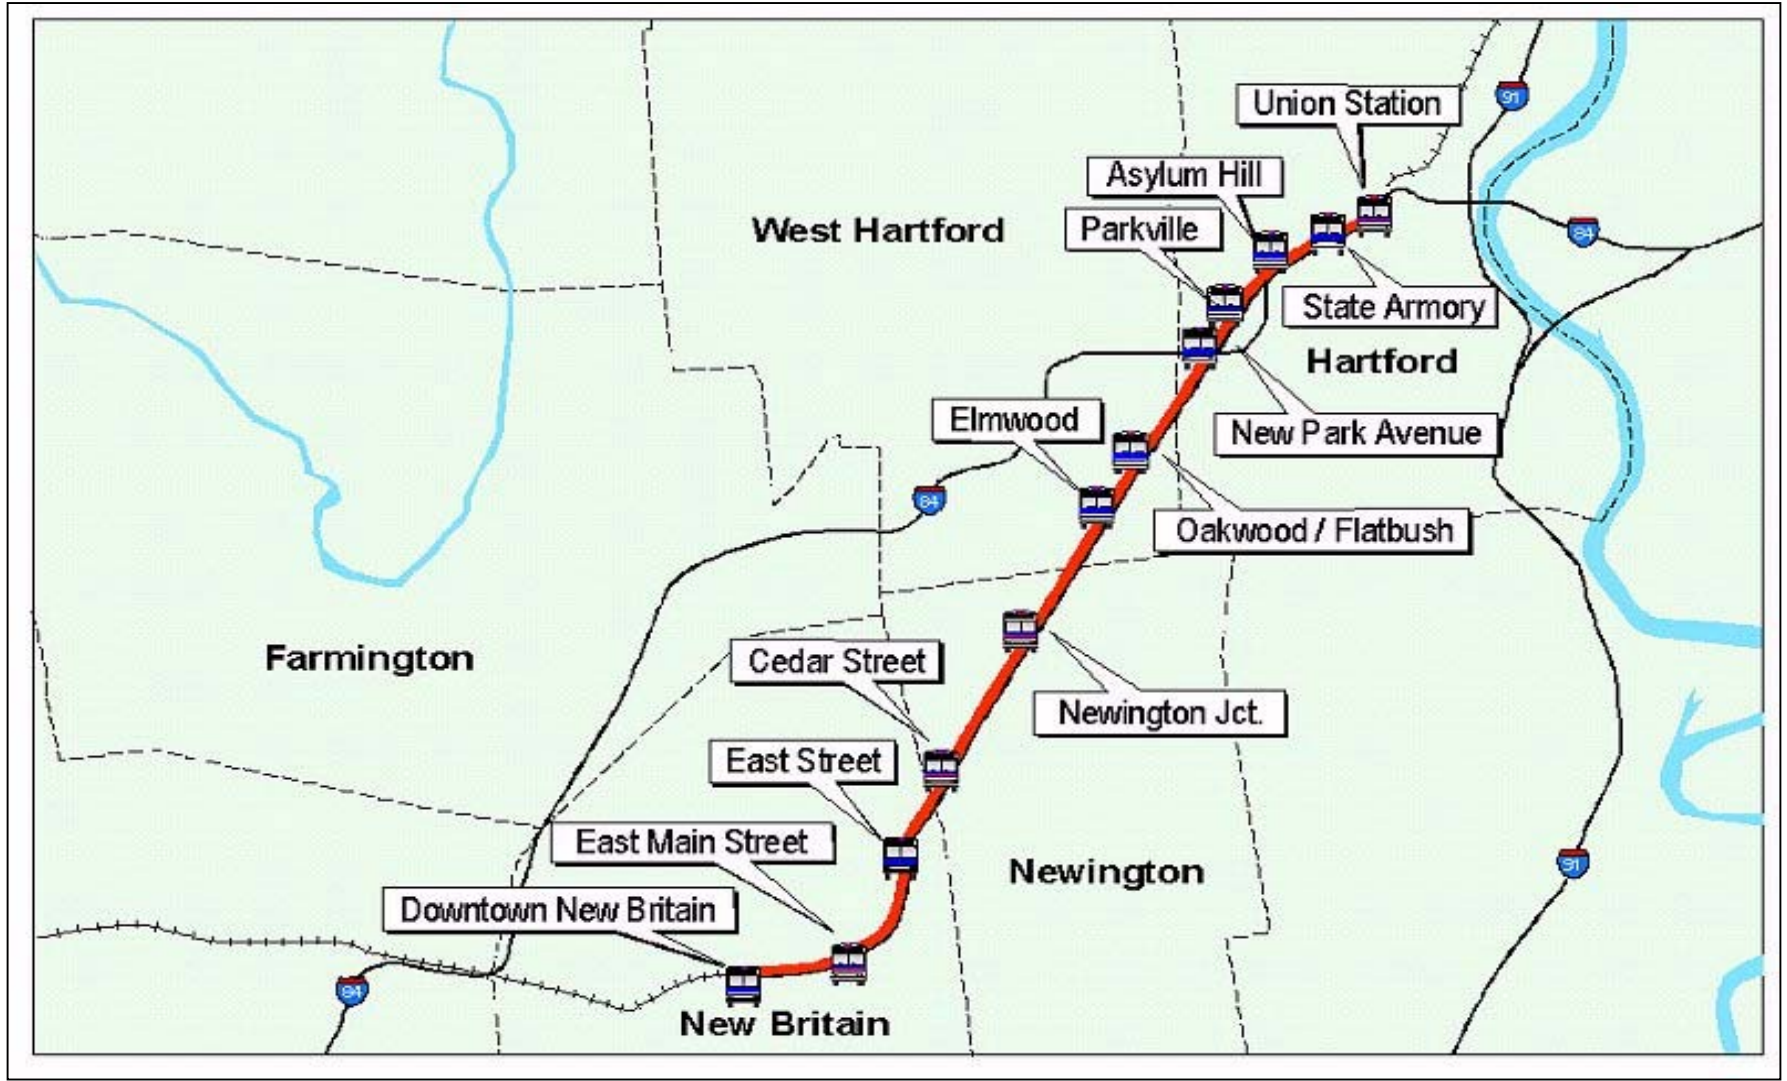 91
Union Station
Asylum Hill
Parkville
West Hartford
84
State Armory
Hartford
Elmwood
New Park Avenue
84
Oakwood / Flatbush
Farmington
Cedar Street
Newington Jct.
East Street
East Main Street
Newington
91
Downtown New Britain
84
New Britain